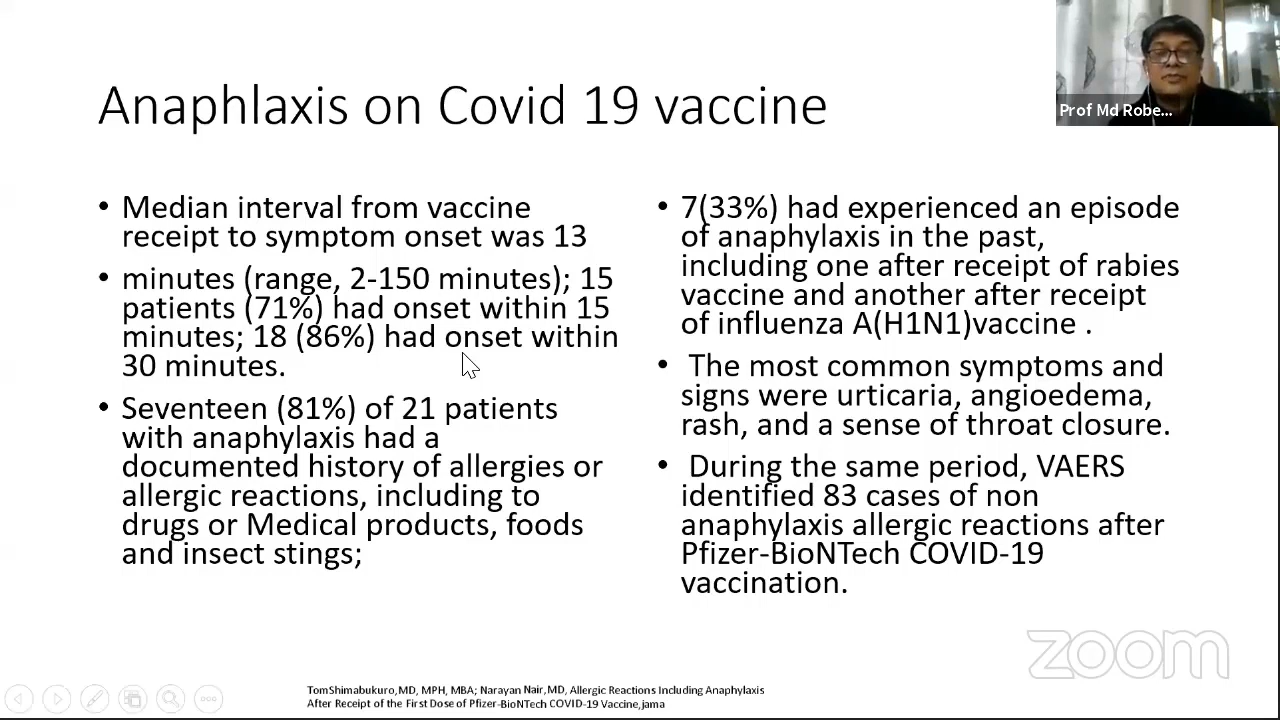 Anaphlaxis on Covid 19 vaccine
Prof Md Robe...
• Median interval from vaccine
receipt to symptom onset was 13
• minutes (range, 2-150 minutes); 15
patients (71%) had onset within 15
minutes; 18 (86%) had onset within
30 minutes.
• Seventeen (81%) of 21 patients
with anaphylaxis had a
documented history of allergies or
allergic reactions, including to
drugs or Medical products, foods
and insect stings;
• 7(33%) had experienced an episode
of anaphylaxis in the past,
including one after receipt of rabies
vaccine and another after receipt
of influenza A(H1N1)vaccine .
• The most common symptoms and
signs were urticaria, angioedema,
rash, and a sense of throat closure.
• During the same period, VAERS
identified 83 cases of non
anaphylaxis allergic reactions after
Pfizer-BioNTech COVID-19
vaccination.
zoom
TomShimabukuro,MD, MPH, MBA; Narayan Nair,MD, Allergic Reactions Including Anaphylaxis
After Receipt of the First Dose of Pfizer-BioNTech COVID-19 Vaccine,jama